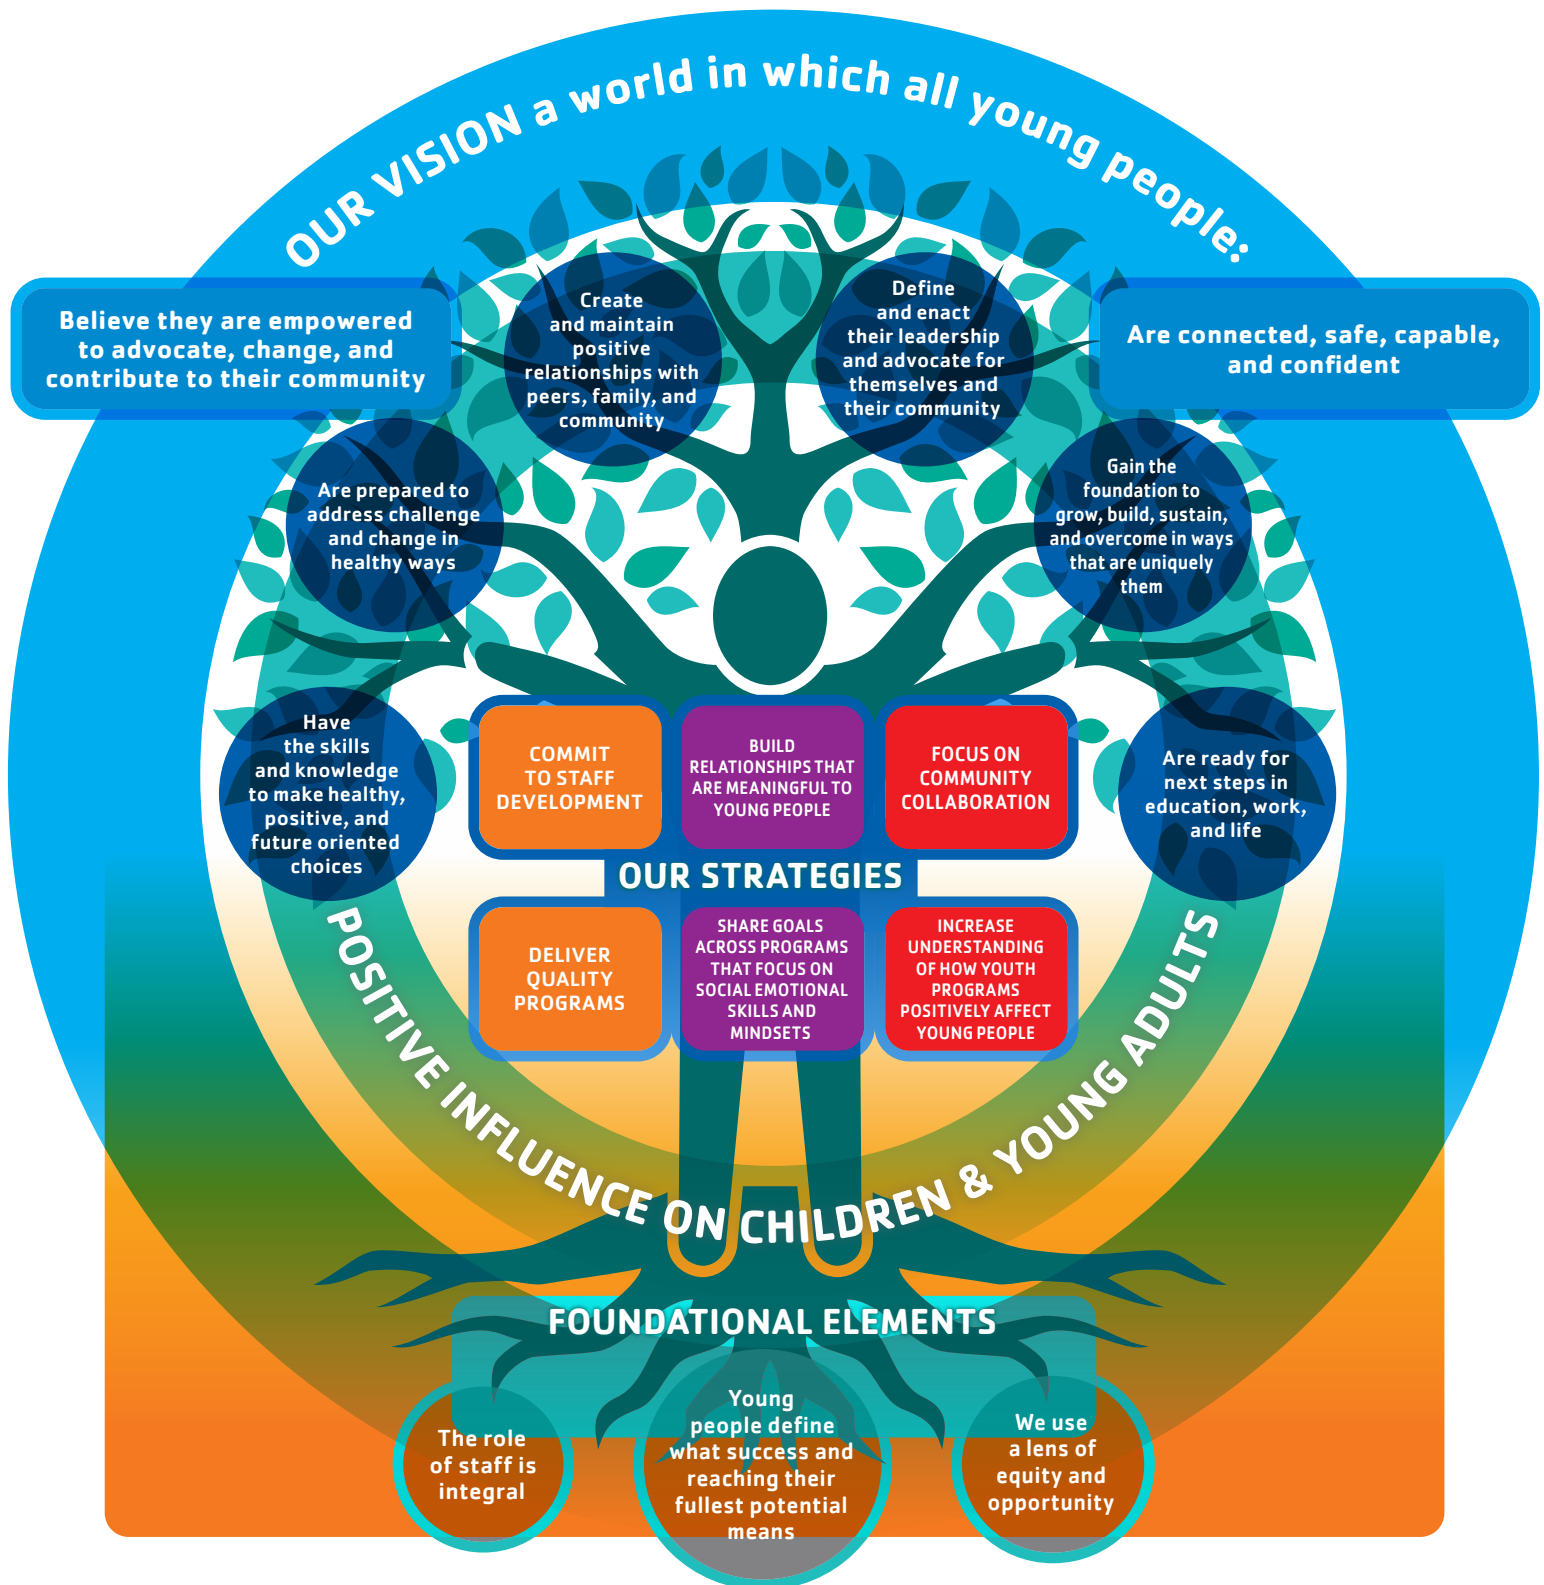 OUR VISION a world in which all young people:
Believe they are empowered
to advocate, change, and
contribute to their community
Are connected, safe, capable,
and confident
Create
and maintain
positive
relationships with
peers, family, and
community
Define
and enact
their leadership
and advocate for
themselves and
their community
Are prepared to
address challenge
and change in
healthy ways
Gain the
foundation to
grow, build, sustain,
and overcome in ways
that are uniquely
them
Have
the skills
and knowledge
to make healthy,
positive, and
future oriented
choices
Are ready for
next steps in
education, work,
and life
COMMIT
TO STAFF
DEVELOPMENT
BUILD
RELATIONSHIPS THAT
ARE MEANINGFUL TO
YOUNG PEOPLE
FOCUS ON
COMMUNITY
COLLABORATION
OUR STRATEGIES
DELIVER
QUALITY
PROGRAMS
SHARE GOALS
ACROSS PROGRAMS
THAT FOCUS ON
SOCIAL EMOTIONAL
SKILLS AND
MINDSETS
INCREASE
UNDERSTANDING
OF HOW YOUTH
PROGRAMS
POSITIVELY AFFECT
YOUNG PEOPLE
POSITIVE INFLUENCE ON CHILDREN & YOUNG ADULTS
FOUNDATIONAL ELEMENTS
The role
of staff is
integral
Young
people define
what success and
reaching their
fullest potential
means
We use
a lens of
equity and
opportunity